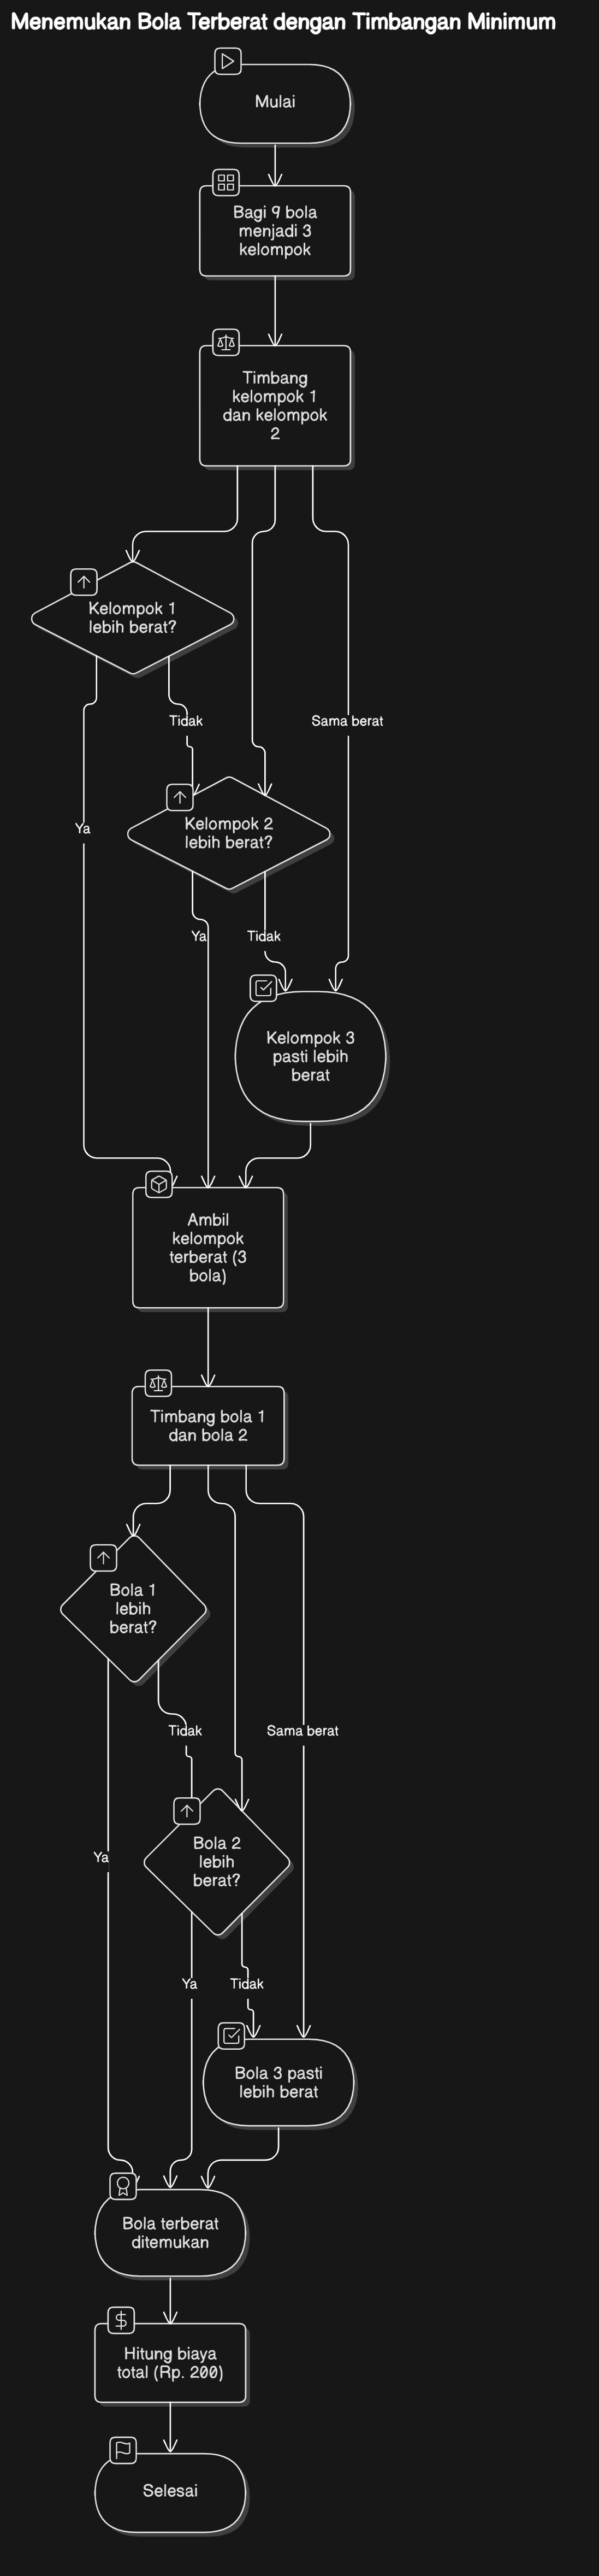 Menemukan Bola Terberat dengan Timbangan Minimum
Mulai
Bagi 9 bola
menjadi 3
kelompok
Timbang
kelompok 1
dan kelompok
2
Kelompok 1
lebih berat?
Tidak
Sama berat
Ya
Kelompok 2
lebih berat?
Ya
Tidak
Kelompok 3
pasti lebih
berat
Ambil
kelompok
terberat (3
bola)
Timbang bola 1
dan bola 2
Bola 1
lebih
berat?
Tidak
Sama berat
Ya
Bola 2
lebih
berat?
Ya
Tidak
Bola 3 pasti
lebih berat
Bola terberat
ditemukan
$
Hitung biaya
total (Rp. 200)
Selesai